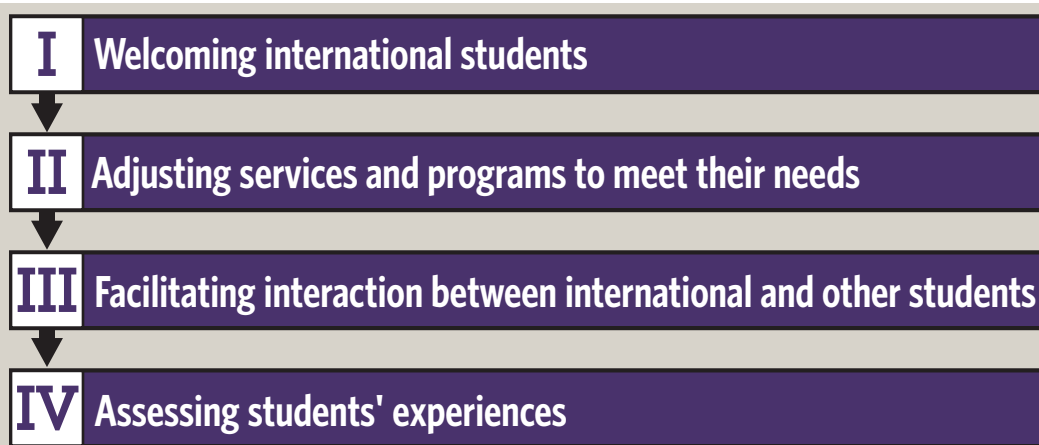 I Welcoming international students
II Adjusting services and programs to meet their needs
III Facilitating interaction between international and other students
IV Assessing students' experiences